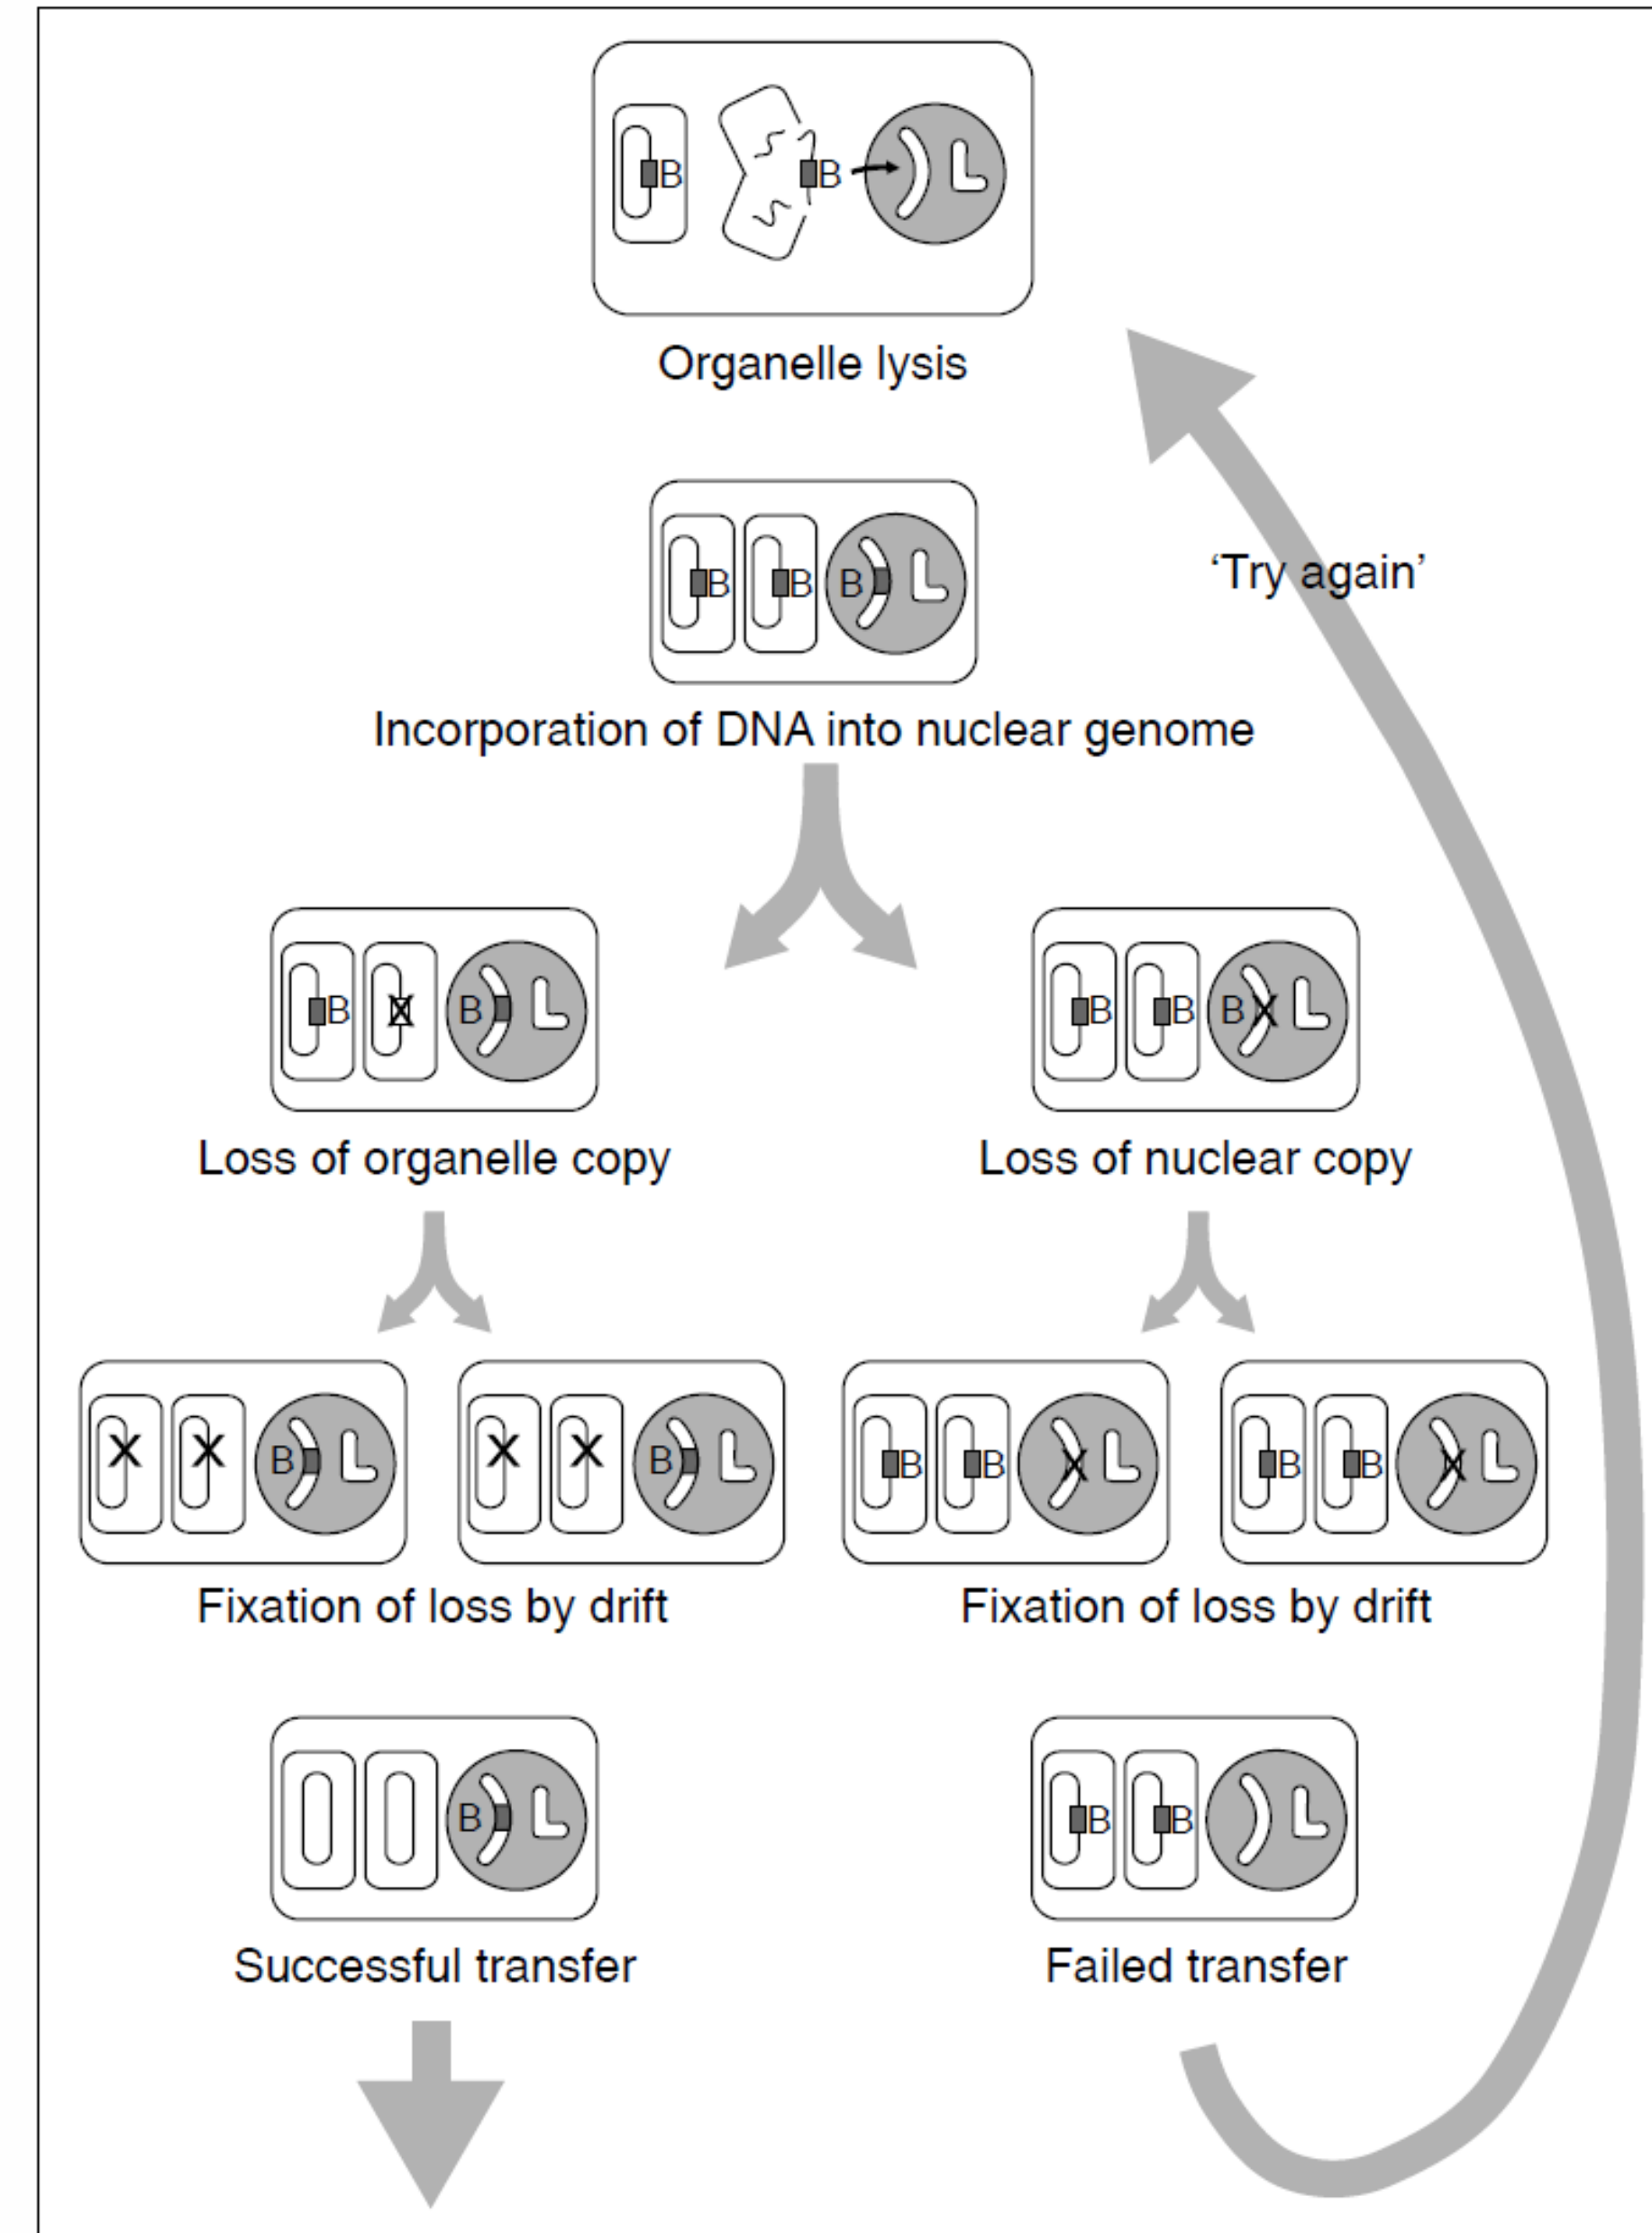 B B
Organelle lysis
B B B
'Try again'
Incorporation of DNA into nuclear genome
B B B B B
Loss of organelle copy Loss of nuclear copy
B B B B B B
Fixation of loss by drift Fixation of loss by drift
B B B
Successful transfer Failed transfer